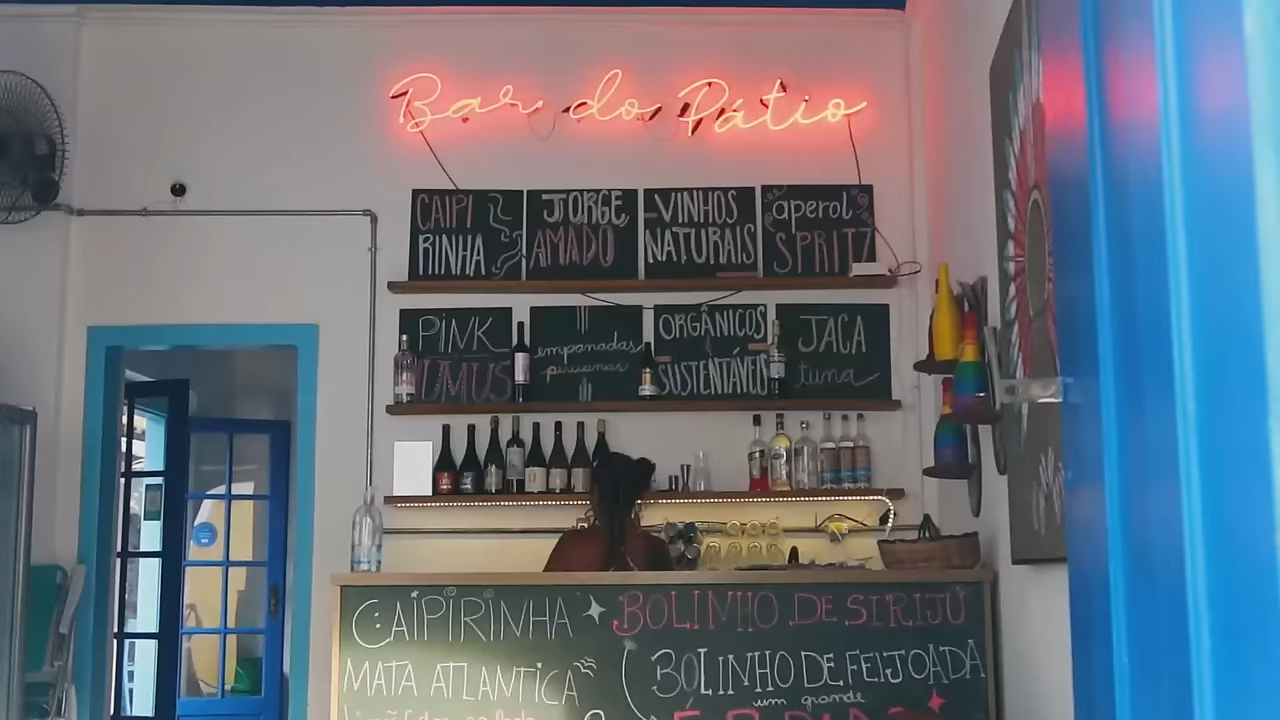 Bar do Pátio
CAIPI
RINHA
JORGE
AMADO
VINHOS
NATURAIS
aperol
SPRITZ
PINK
empanadas
peruanas
ORGÂNICOS
SUSTENTÁVEIS
JACA
tuna
CAIPIRINHA
MATA ATLANTICA
BOLINHO DE SIRIJÚ
BOLINHO DE FEIJOADA
um grande